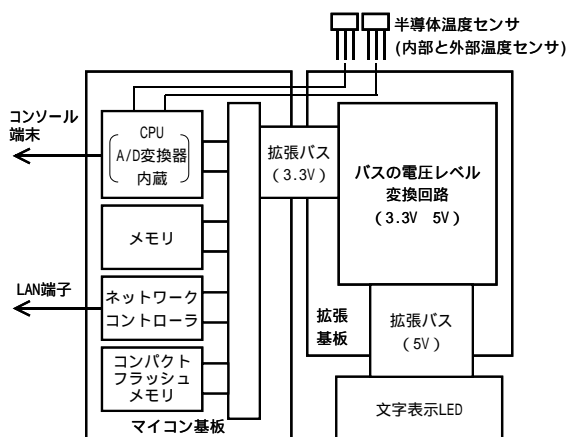 半導体温度センサ
(内部と外部温度センサ)
コンソール
端末
CPU
A/D変換器
内蔵
拡張バス
(3.3V)
バスの電圧レベル
変換回路
(3.3V 5V)
メモリ
LAN端子
ネットワーク
コントローラ
拡張
基板
拡張バス
(5V)
コンパクト
フラッシュ
メモリ
文字表示LED
マイコン基板